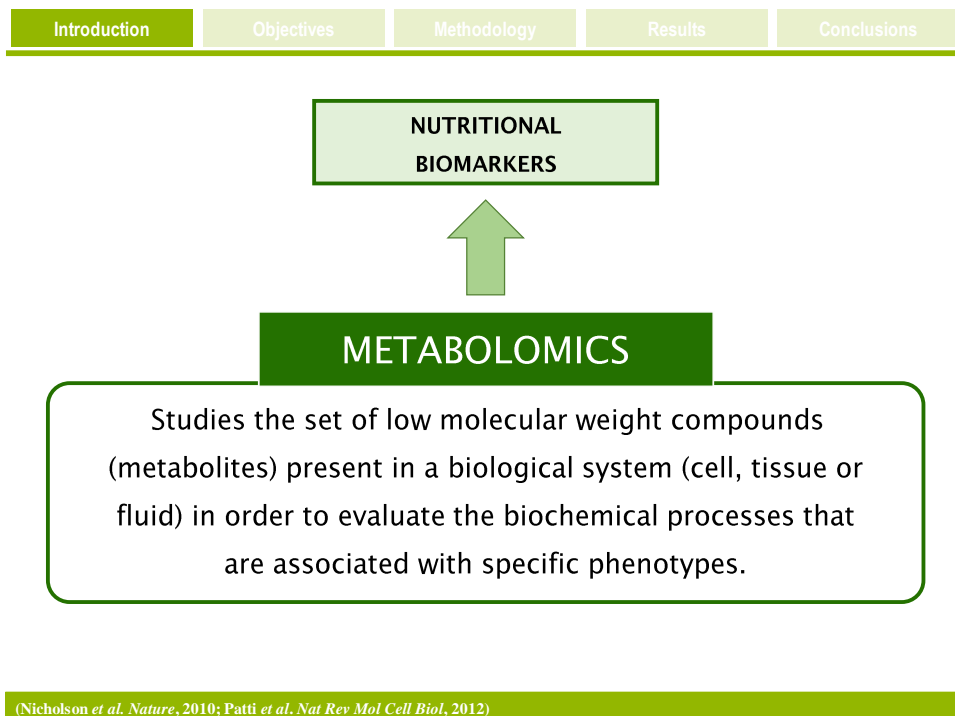 Introduction
Objectives
Methodology
Results
Conclusions
NUTRITIONAL
BIOMARKERS
METABOLOMICS
Studies the set of low molecular weight compounds
(metabolites) present in a biological system (cell, tissue or
fluid) in order to evaluate the biochemical processes that
are associated with specific phenotypes.
(Nicholson et al. Nature, 2010; Patti et al. Nat Rev Mol Cell Biol, 2012)